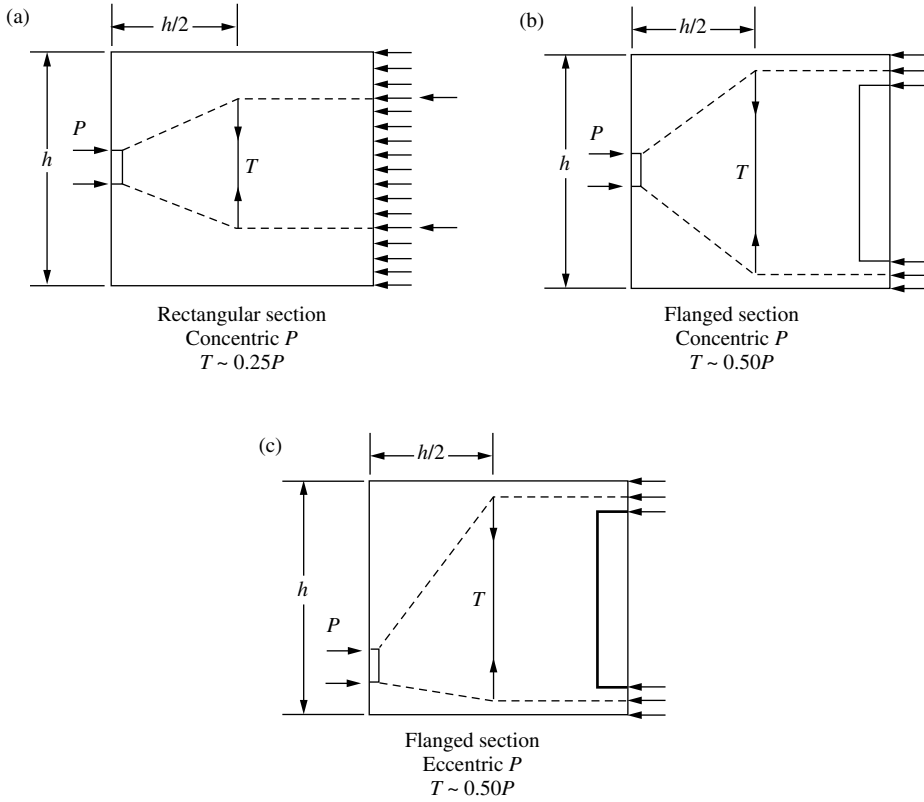 (a)
h/2
P
h
T
Rectangular section
Concentric P
T ~ 0.25P
(b)
h/2
P
h
T
Flanged section
Concentric P
T ~ 0.50P
(c)
h/2
h
P
T
Flanged section
Eccentric P
T ~ 0.50P